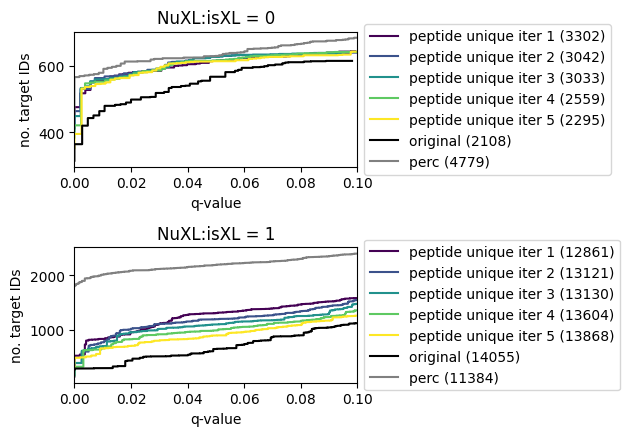 NuXL:isXL = 0
no. target IDs
600
400
0.00 0.02 0.04 0.06 0.08 0.10
q-value
peptide unique iter 1 (3302)
peptide unique iter 2 (3042)
peptide unique iter 3 (3033)
peptide unique iter 4 (2559)
peptide unique iter 5 (2295)
original (2108)
perc (4779)
NuXL:isXL = 1
no. target IDs
2000
1000
0.00 0.02 0.04 0.06 0.08 0.10
q-value
peptide unique iter 1 (12861)
peptide unique iter 2 (13121)
peptide unique iter 3 (13130)
peptide unique iter 4 (13604)
peptide unique iter 5 (13868)
original (14055)
perc (11384)